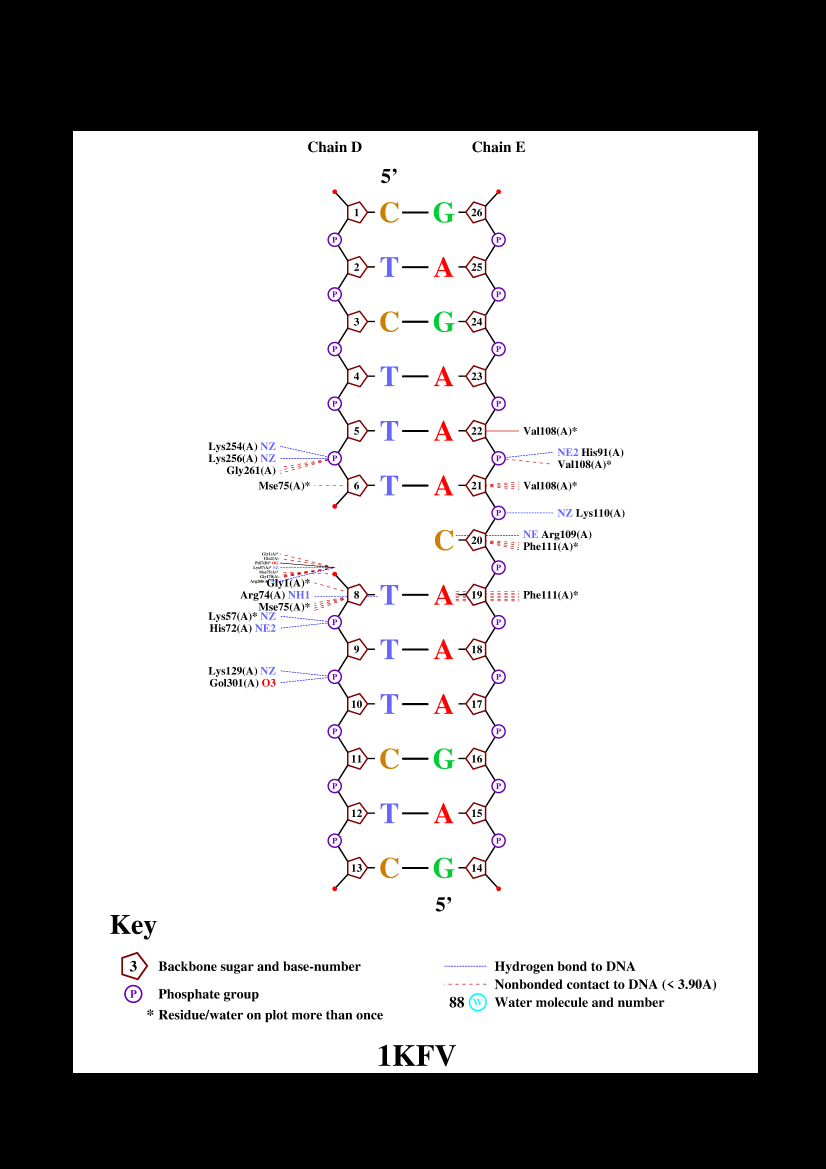 Chain D Chain E
5’
1 C G 26
P P
2 T A 25
P P
3 C G 24
P P
4 T A 23
P P
5 T A 22 Val108(A)*
Lys254(A) NZ
Lys256(A) NZ P P NE2 His91(A)
Gly261(A) Val108(A)*
Mse75(A)* 6 T A 21 Val108(A)*
P NZ Lys110(A)
C 20 NE Arg109(A)
Phe111(A)*
P
Gly1(A)*
Arg74(A) NH1 8 T A 19 Phe111(A)*
Mse75(A)*
Lys57(A)* NZ P P
His72(A) NE2
9 T A 18
Lys129(A) NZ P P
Gol301(A) O3
10 T A 17
P P
11 C G 16
P P
12 T A 15
P P
13 C G 14
5’
Key
3 Backbone sugar and base-number Hydrogen bond to DNA
Nonbonded contact to DNA (< 3.90A)
P Phosphate group 88 W Water molecule and number
* Residue/water on plot more than once
1KFV